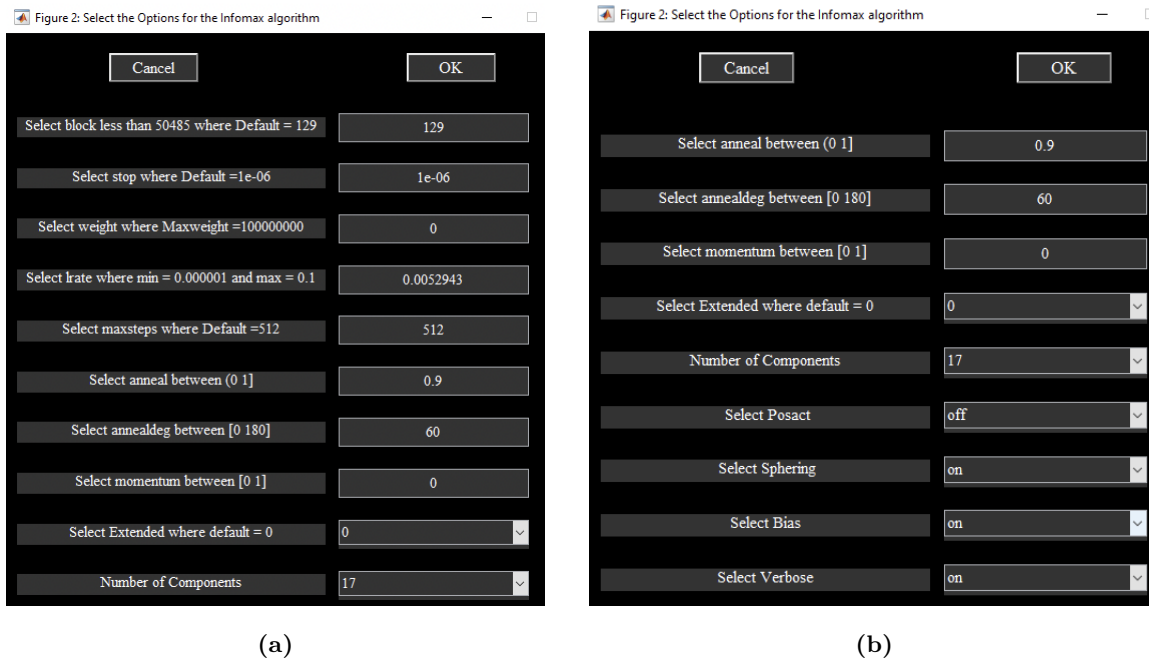 Figure 2: Select the Options for the Infomax algorithm
Cancel
OK
Select block less than 50485 where Default = 129
129
Select stop where Default =1e-06
1e-06
Select weight where Maxweight =100000000
0
Select lrate where min = 0.000001 and max = 0.1
0.0052943
Select maxsteps where Default =512
512
Select anneal between (0 1]
0.9
Select annealdeg between [0 180]
60
Select momentum between [0 1]
0
Select Extended where default = 0
0
Number of Components
17
(a)
Figure 2: Select the Options for the Infomax algorithm
Cancel
OK
Select anneal between (0 1]
0.9
Select annealdeg between [0 180]
60
Select momentum between [0 1]
0
Select Extended where default = 0
0
Number of Components
17
Select Posact
off
Select Sphering
on
Select Bias
on
Select Verbose
on
(b)